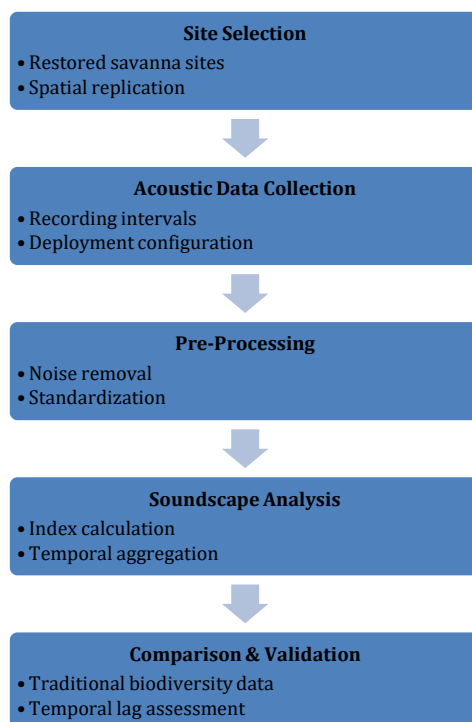 Site Selection
• Restored savanna sites
• Spatial replication
Acoustic Data Collection
• Recording intervals
• Deployment configuration
Pre-Processing
• Noise removal
• Standardization
Soundscape Analysis
• Index calculation
• Temporal aggregation
Comparison & Validation
• Traditional biodiversity data
• Temporal lag assessment